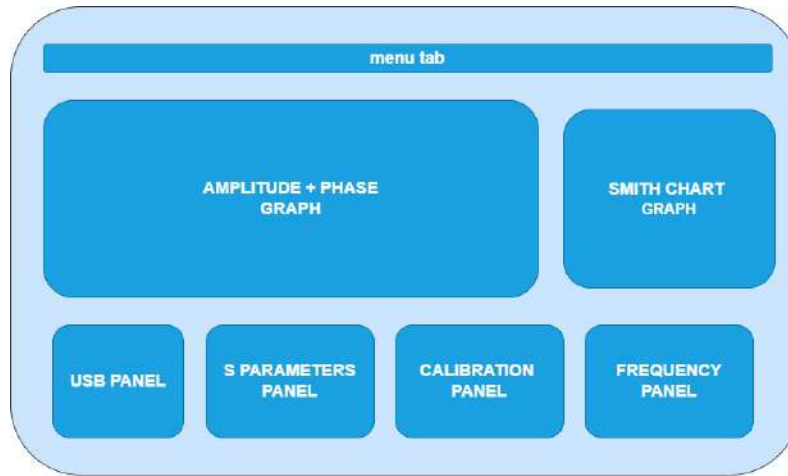 menu tab
AMPLITUDE + PHASE
GRAPH
SMITH CHART
GRAPH
USB PANEL
S PARAMETERS
PANEL
CALIBRATION
PANEL
FREQUENCY
PANEL